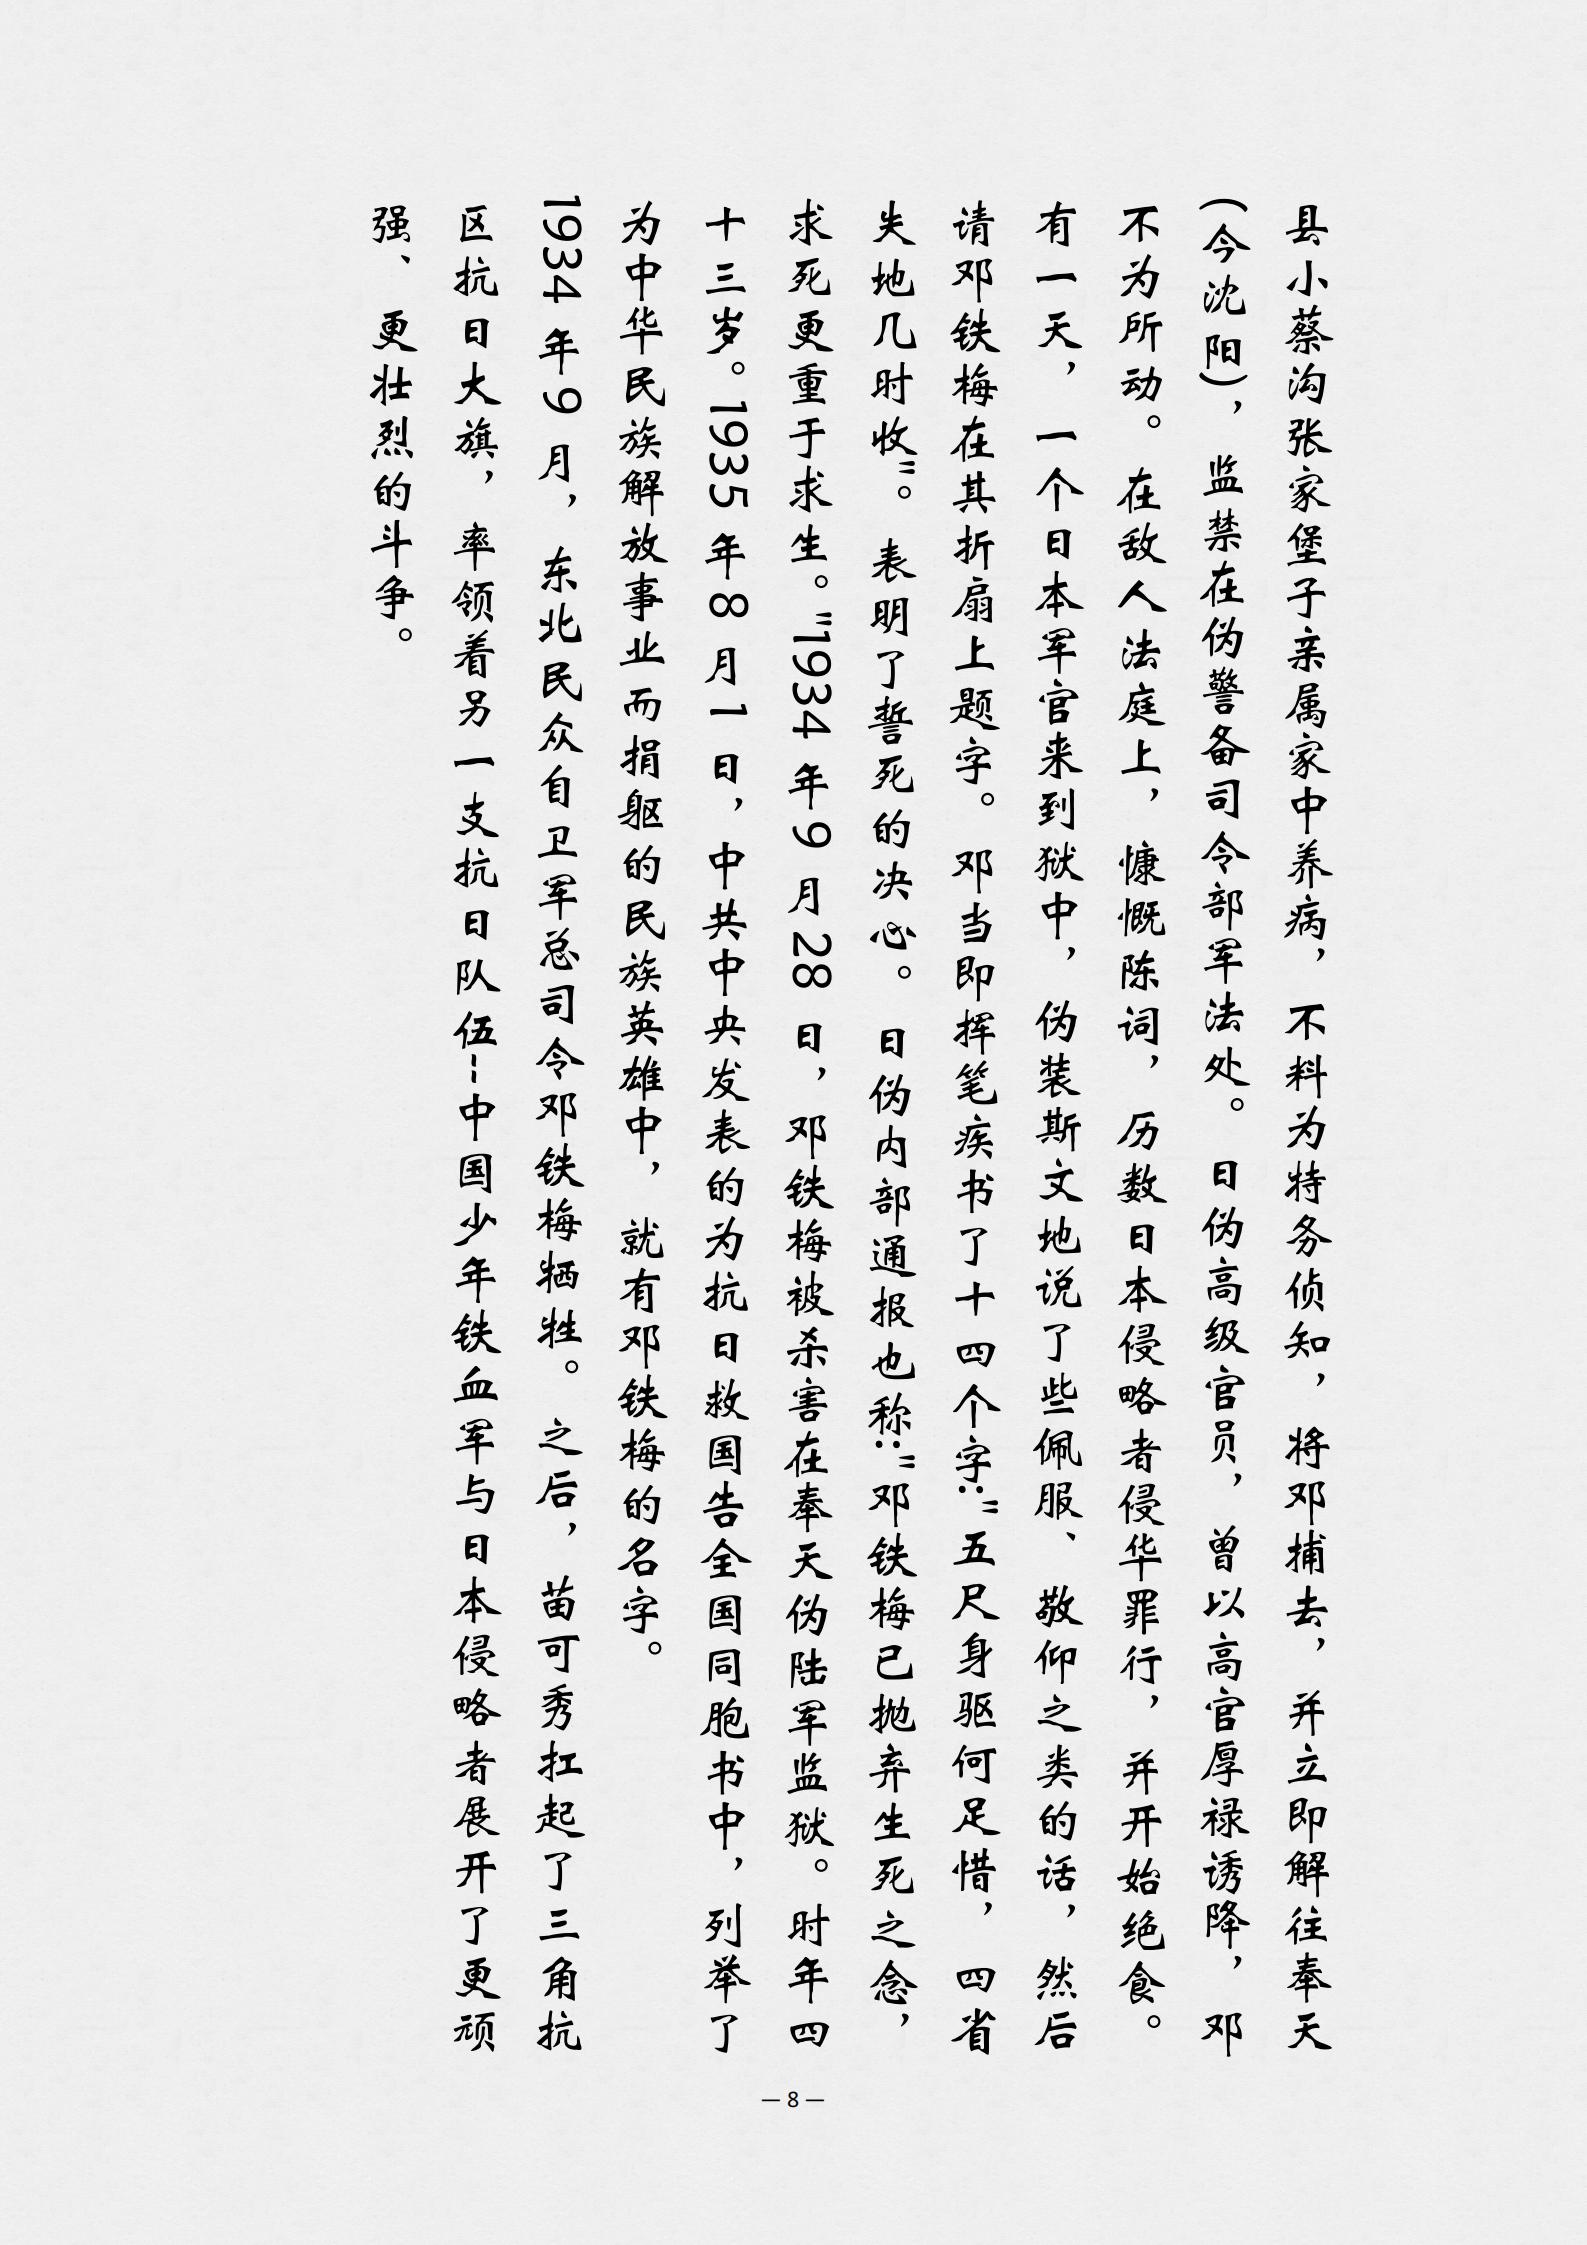 县小蔡沟张家堡子亲属家中养病，不料为特务侦知，将邓捕去，并立即解往奉天
(今沈阳)，监禁在伪警备司令部军法处。日伪高级官员，曾以高官厚禄诱降，邓
不为所动。在敌人法庭上，慷慨陈词，历数日本侵略者侵华罪行，并开始绝食。
有一天，一个日本军官来到狱中，伪装斯文地说了些佩服、敬仰之类的话，然后
请邓铁梅在其折扇上题字。邓当即挥笔疾书了十四个字："五尺身驱何足惜，四省
失地几时收"。表明了誓死的决心。日伪内部通报也称："邓铁梅已抛弃生死之念，
求死更重于求生。"1934年9月28日，邓铁梅被杀害在奉天伪陆军监狱。时年四
十三岁。1935年8月1日，中共中央发表的为抗日救国告全国同胞书中，列举了
为中华民族解放事业而捐躯的民族英雄中，就有邓铁梅的名字。
1934年9月，东北民众自卫军总司令邓铁梅牺牲。之后，苗可秀扛起了三角抗
区抗日大旗，率领着另一支抗日队伍--中国少年铁血军与日本侵略者展开了更顽
强、更壮烈的斗争。
— 8 —